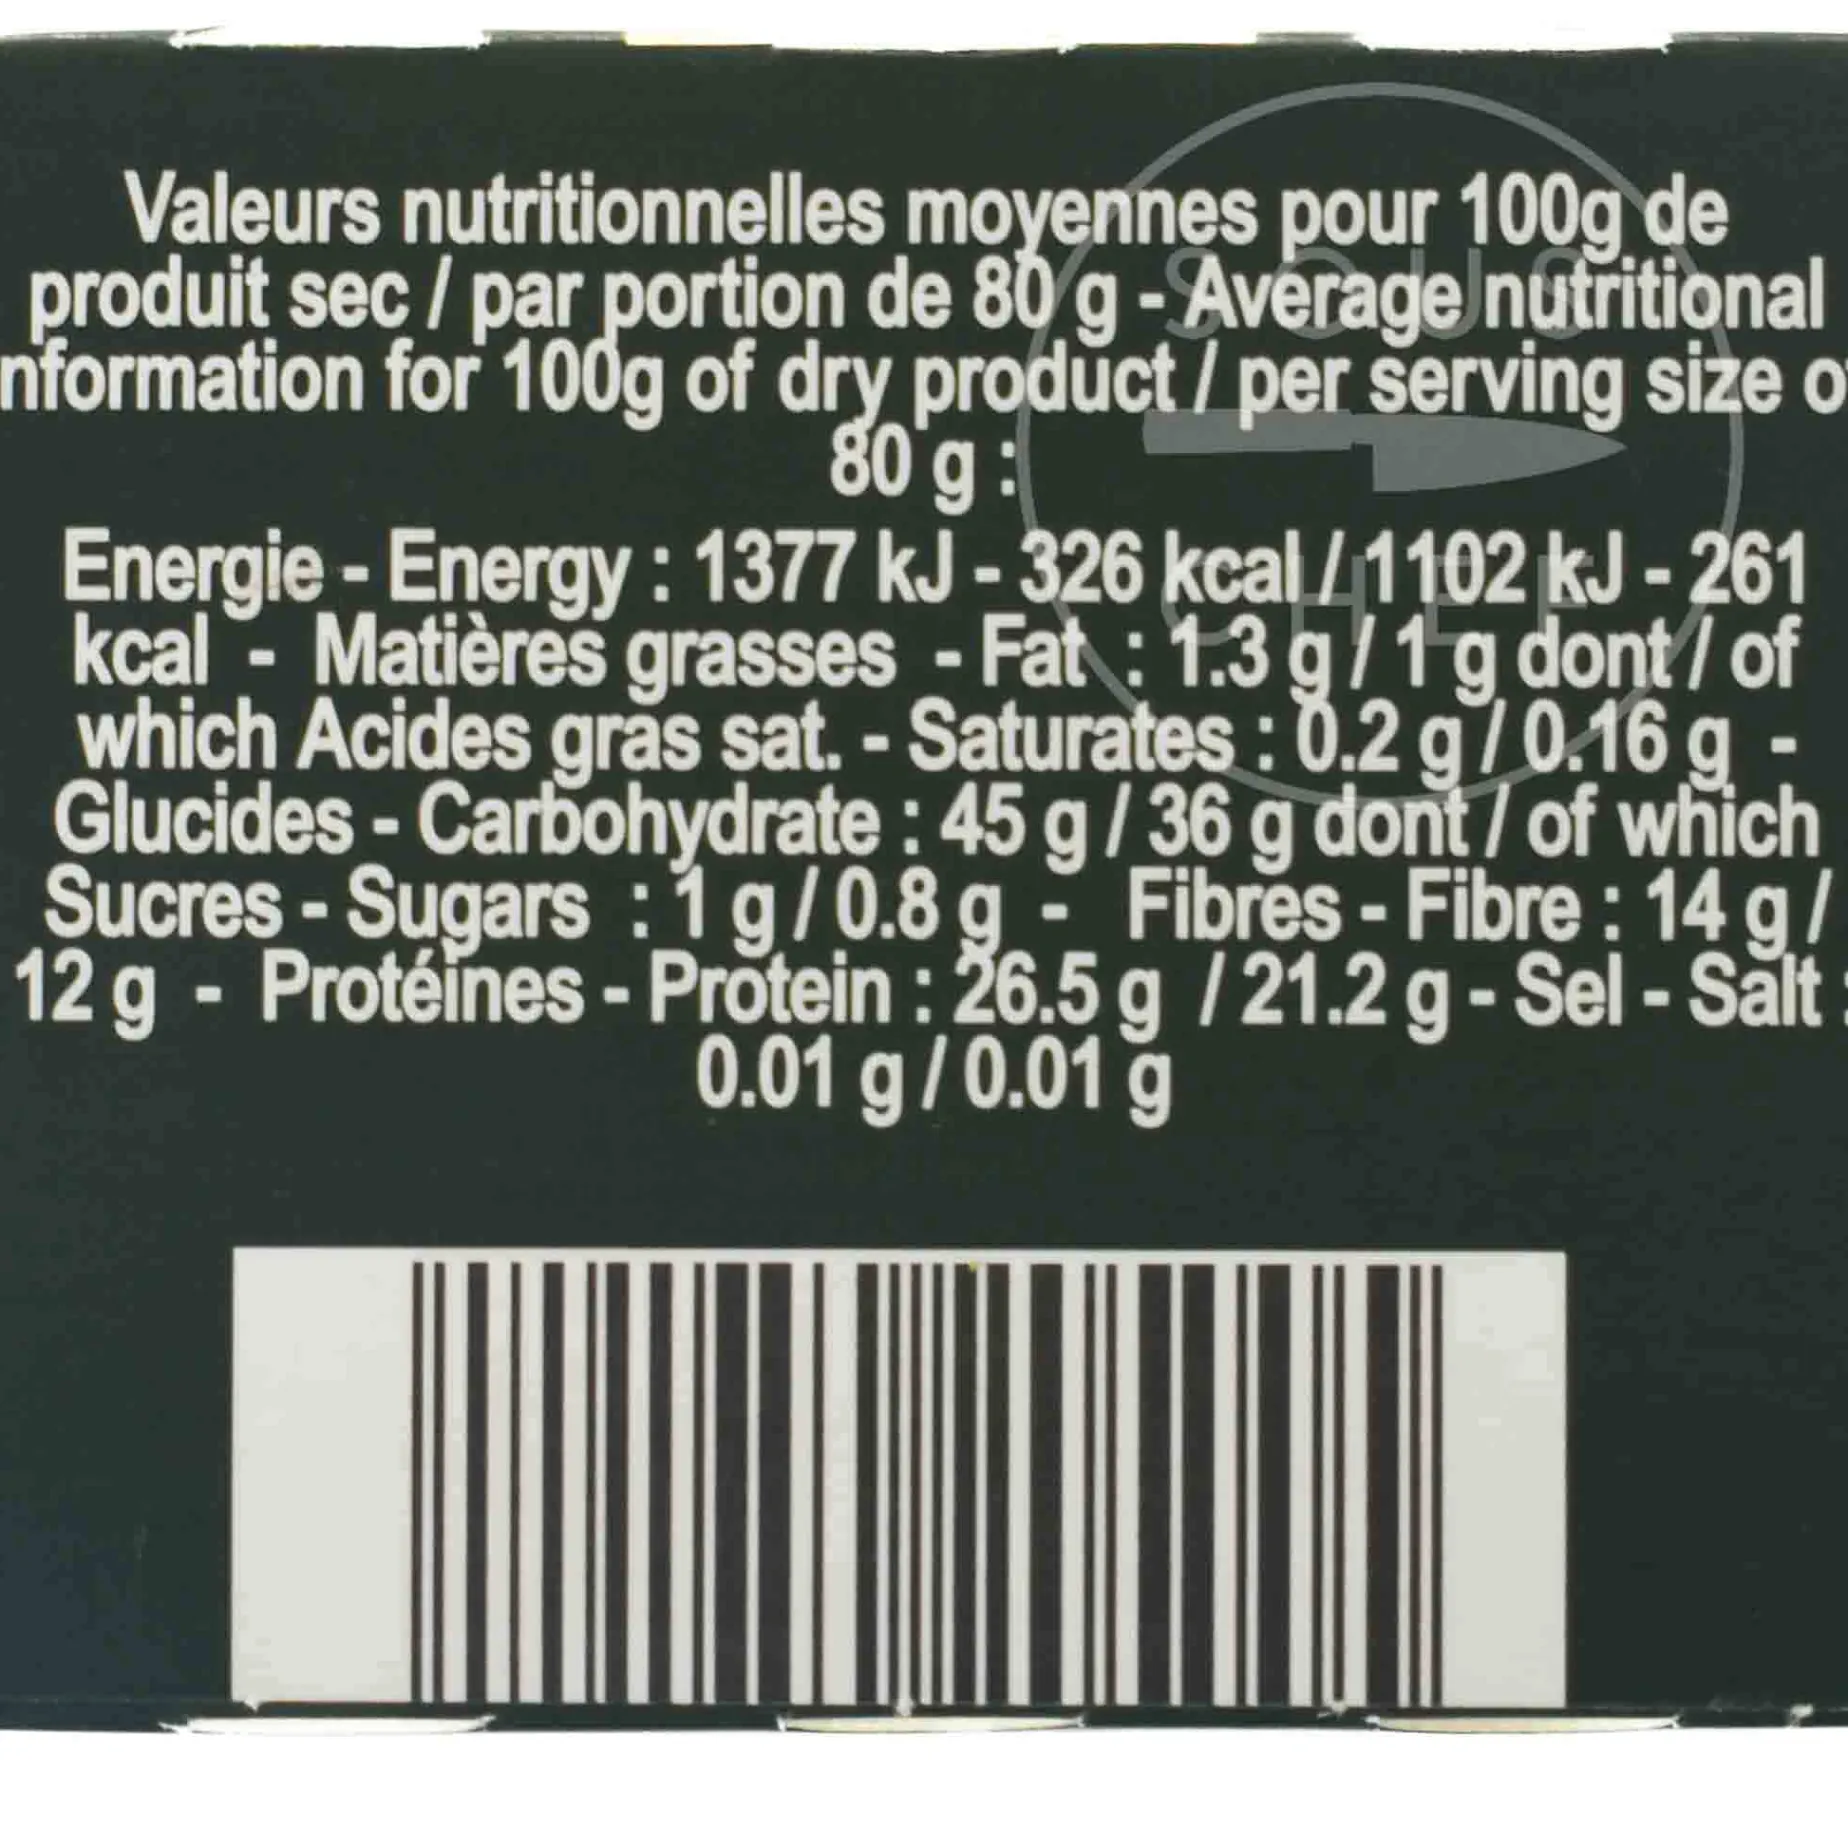 Valeurs nutritionnelles moyennes pour 100g de
produit sec / par portion de 80 g - Average nutritional
nformation for 100g of dry product / per serving size o
80 g :
Energie - Energy : 1377 kJ - 326 kcal / 1102 kJ - 261
kcal - Matières grasses - Fat : 1.3 g / 1 g dont / of
which Acides gras sat. - Saturates : 0.2 g / 0.16 g -
Glucides - Carbohydrate : 45 g / 36 g dont / of which
Sucres - Sugars : 1 g / 0.8 g - Fibres - Fibre : 14 g /
12 g - Protéines - Protein : 26.5 g / 21.2 g - Sel - Salt :
0.01 g / 0.01 g
SOUS
CHEF